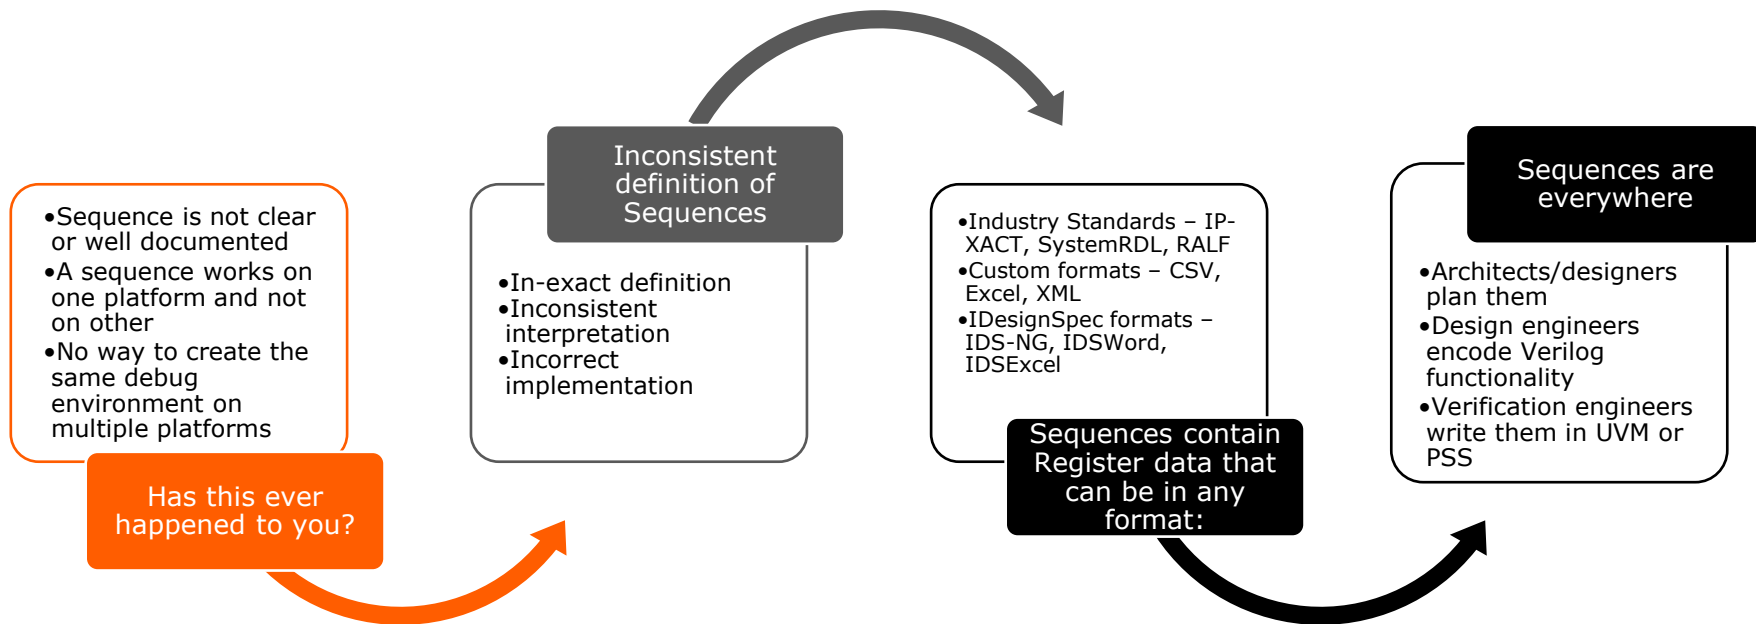 •Sequence is not clear
or well documented
•A sequence works on
one platform and not
on other
•No way to create the
same debug
environment on
multiple platforms
Has this ever
happened to you?
Inconsistent
definition of
Sequences
•In-exact definition
•Inconsistent
interpretation
•Incorrect
implementation
•Industry Standards – IP-
XACT, SystemRDL, RALF
•Custom formats – CSV,
Excel, XML
•IDesignSpec formats –
IDS-NG, IDSWord,
IDSExcel
Sequences contain
Register data that
can be in any
format:
Sequences are
everywhere
•Architects/designers
plan them
•Design engineers
encode Verilog
functionality
•Verification engineers
write them in UVM or
PSS